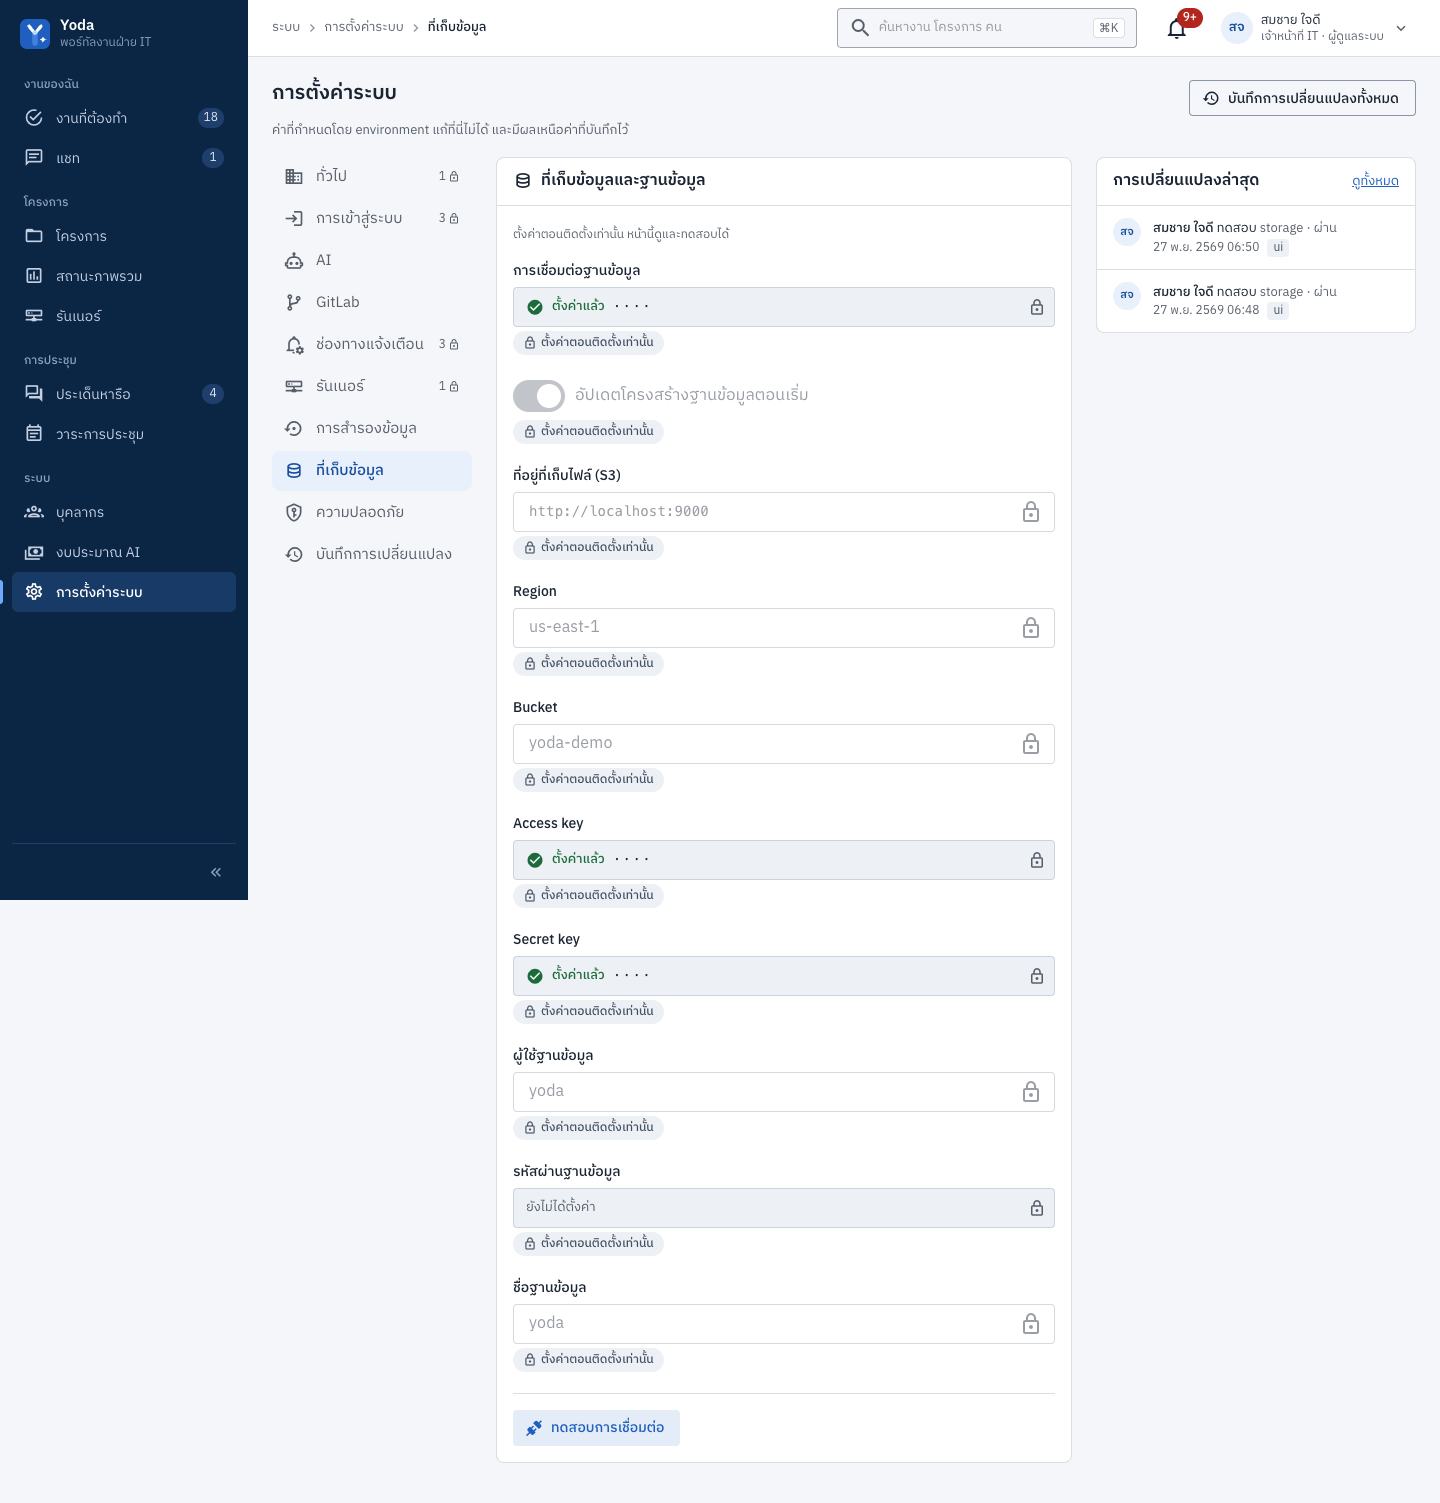 Yoda
พอร์ทัลงานฝ่าย IT
งานของฉัน
งานที่ต้องทำ 18
แชท 1
โครงการ
โครงการ
สถานะภาพรวม
รันเนอร์
การประชุม
ประเด็นหารือ 4
วาระการประชุม
ระบบ
บุคลากร
งบประมาณ AI
การตั้งค่าระบบ
ระบบ › การตั้งค่าระบบ › ที่เก็บข้อมูล
ค้นหางาน โครงการ คน ⌘K
9+
สจ
สมชาย ใจดี
เจ้าหน้าที่ IT · ผู้ดูแลระบบ
การตั้งค่าระบบ
ค่าที่กำหนดโดย environment แก้ที่นี่ไม่ได้ และมีผลเหนือค่าที่บันทึกไว้
บันทึกการเปลี่ยนแปลงทั้งหมด
ทั่วไป 1
การเข้าสู่ระบบ 3
AI
GitLab
ช่องทางแจ้งเตือน 3
รันเนอร์ 1
การสำรองข้อมูล
ที่เก็บข้อมูล
ความปลอดภัย
บันทึกการเปลี่ยนแปลง
ที่เก็บข้อมูลและฐานข้อมูล
ตั้งค่าตอนติดตั้งเท่านั้น หน้านี้ดูและทดสอบได้
การเชื่อมต่อฐานข้อมูล
ตั้งค่าแล้ว ····
ตั้งค่าตอนติดตั้งเท่านั้น
อัปเดตโครงสร้างฐานข้อมูลตอนเริ่ม
ตั้งค่าตอนติดตั้งเท่านั้น
ที่อยู่ที่เก็บไฟล์ (S3)
http://localhost:9000
ตั้งค่าตอนติดตั้งเท่านั้น
Region
us-east-1
ตั้งค่าตอนติดตั้งเท่านั้น
Bucket
yoda-demo
ตั้งค่าตอนติดตั้งเท่านั้น
Access key
ตั้งค่าแล้ว ····
ตั้งค่าตอนติดตั้งเท่านั้น
Secret key
ตั้งค่าแล้ว ····
ตั้งค่าตอนติดตั้งเท่านั้น
ผู้ใช้ฐานข้อมูล
yoda
ตั้งค่าตอนติดตั้งเท่านั้น
รหัสผ่านฐานข้อมูล
ยังไม่ได้ตั้งค่า
ตั้งค่าตอนติดตั้งเท่านั้น
ชื่อฐานข้อมูล
yoda
ตั้งค่าตอนติดตั้งเท่านั้น
ทดสอบการเชื่อมต่อ
การเปลี่ยนแปลงล่าสุด ดูทั้งหมด
สจ
สมชาย ใจดี ทดสอบ storage · ผ่าน
27 พ.ย. 2569 06:50 ui
สจ
สมชาย ใจดี ทดสอบ storage · ผ่าน
27 พ.ย. 2569 06:48 ui